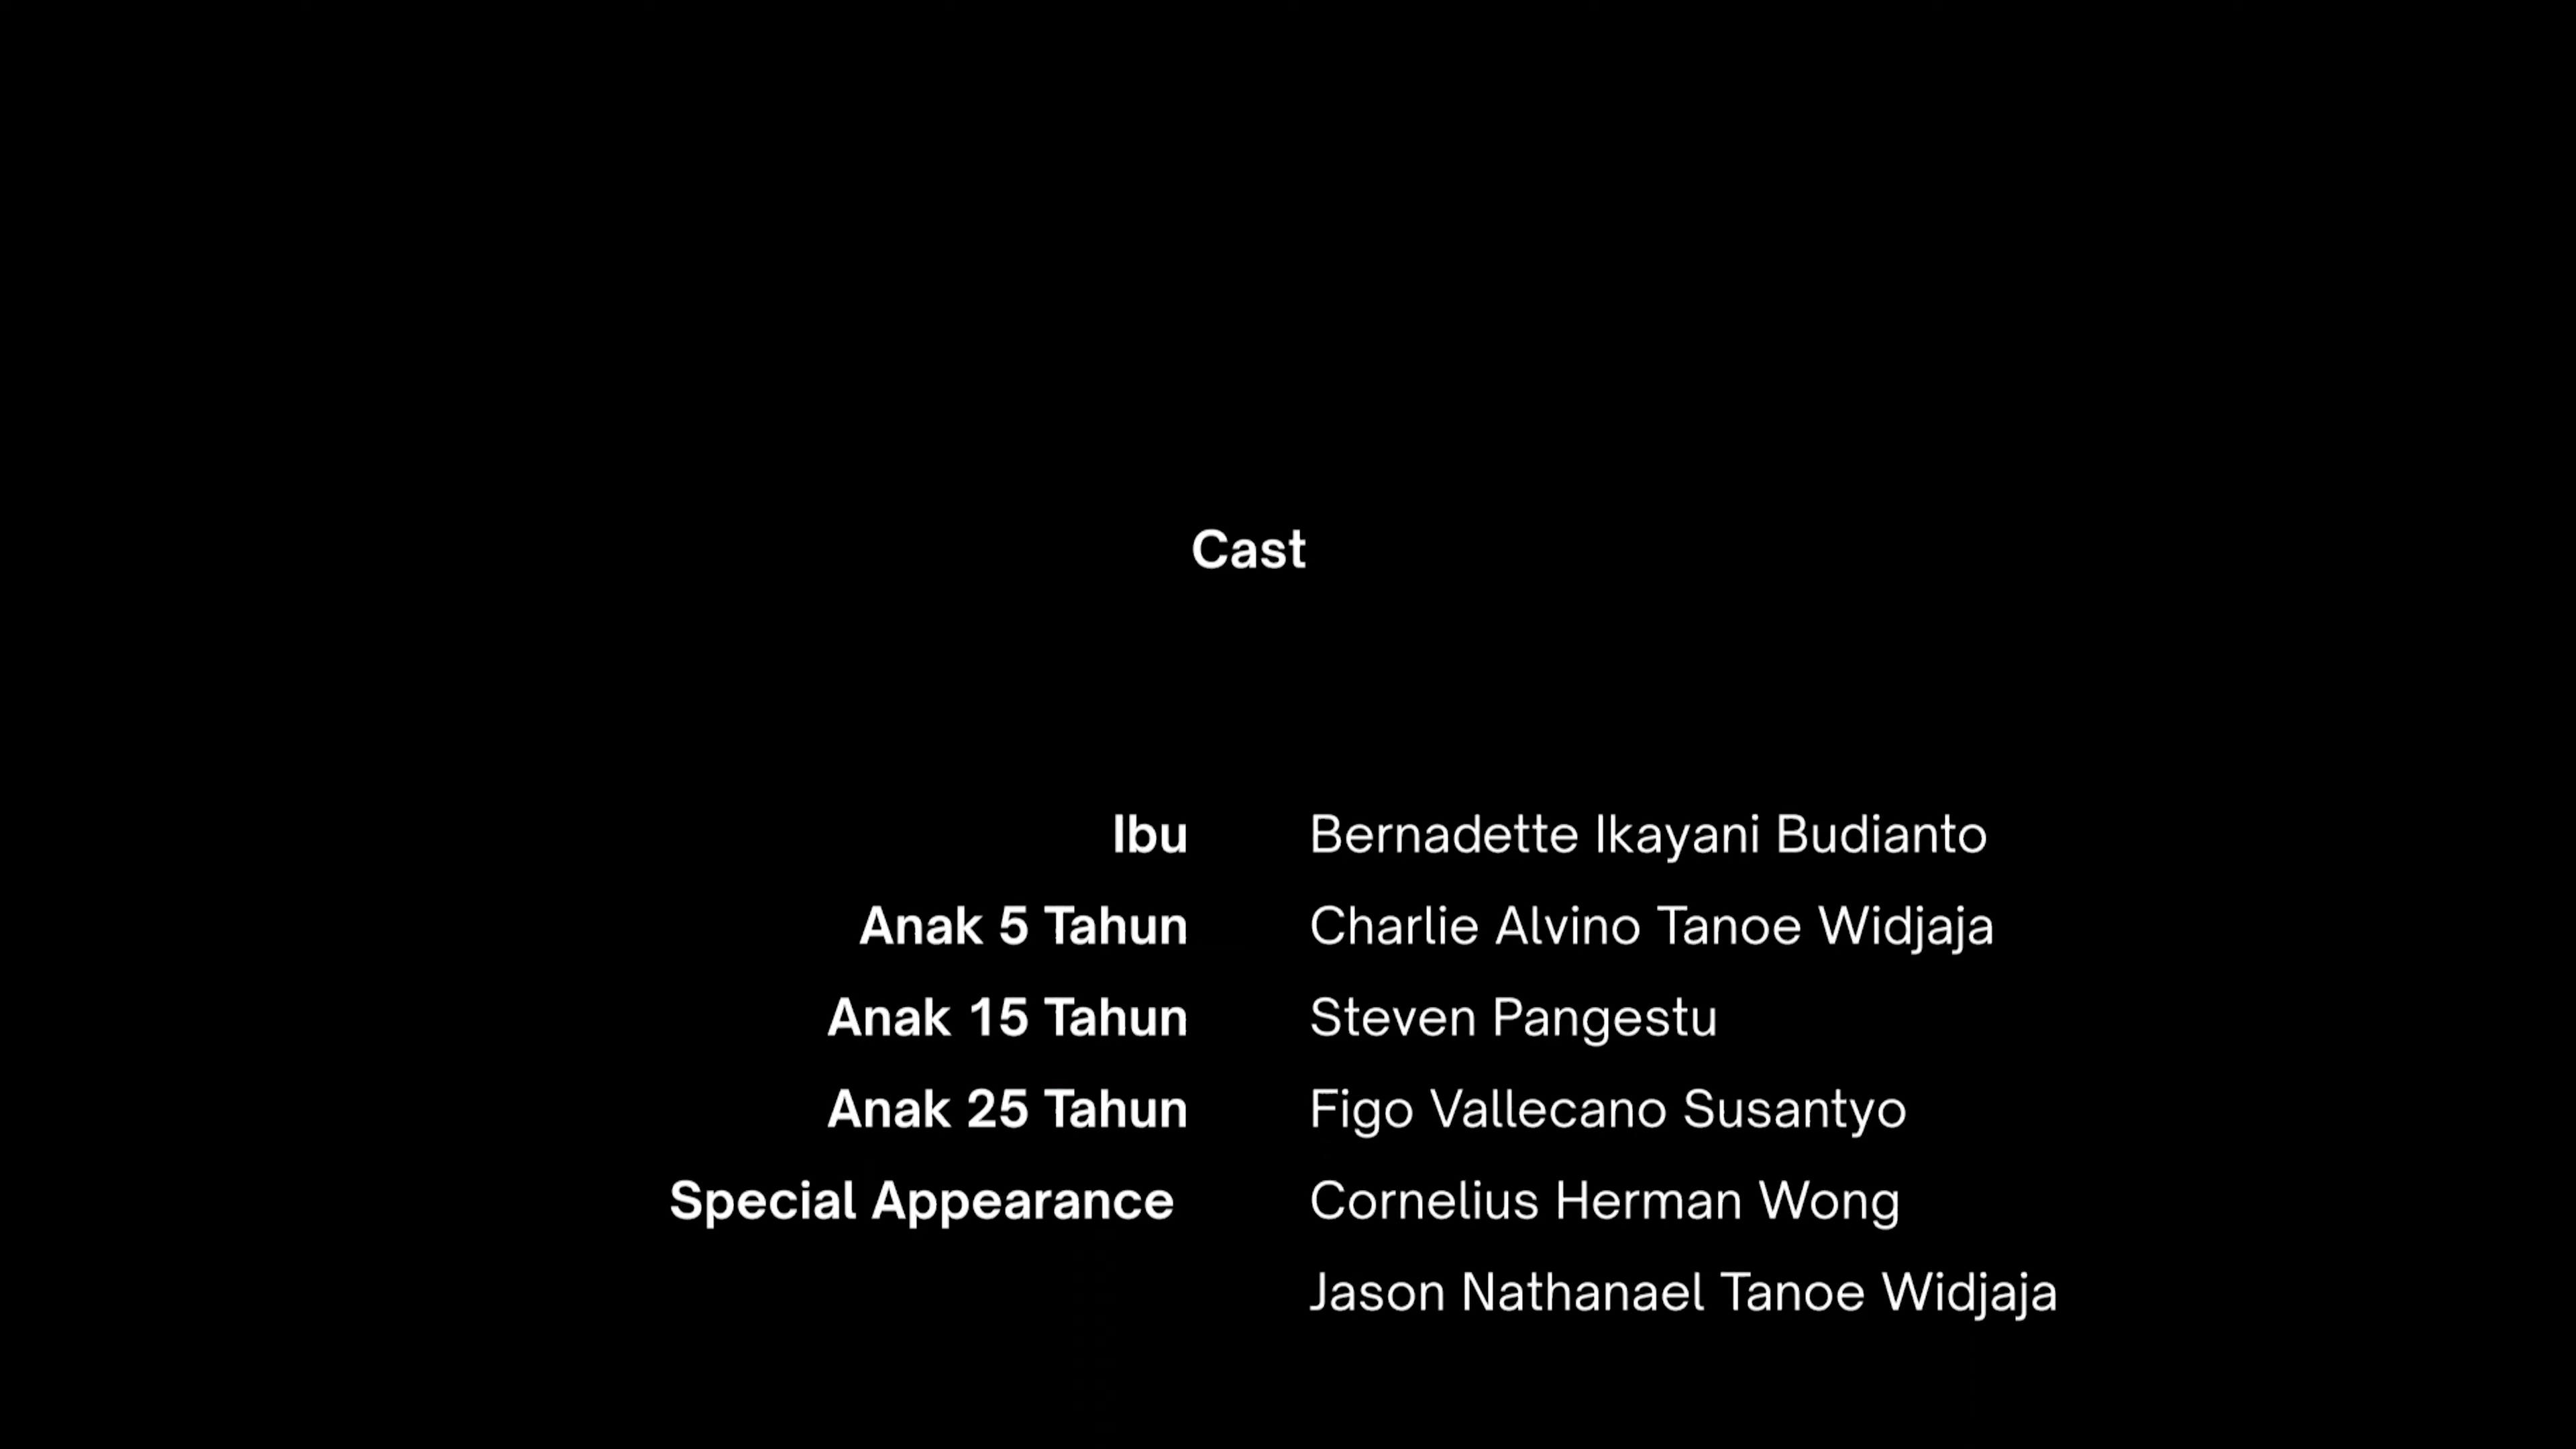 Cast
Ibu Bernadette Ikayani Budianto
Anak 5 Tahun Charlie Alvino Tanoe Widjaja
Anak 15 Tahun Steven Pangestu
Anak 25 Tahun Figo Vallecano Susantyo
Special Appearance Cornelius Herman Wong
Jason Nathanael Tanoe Widjaja